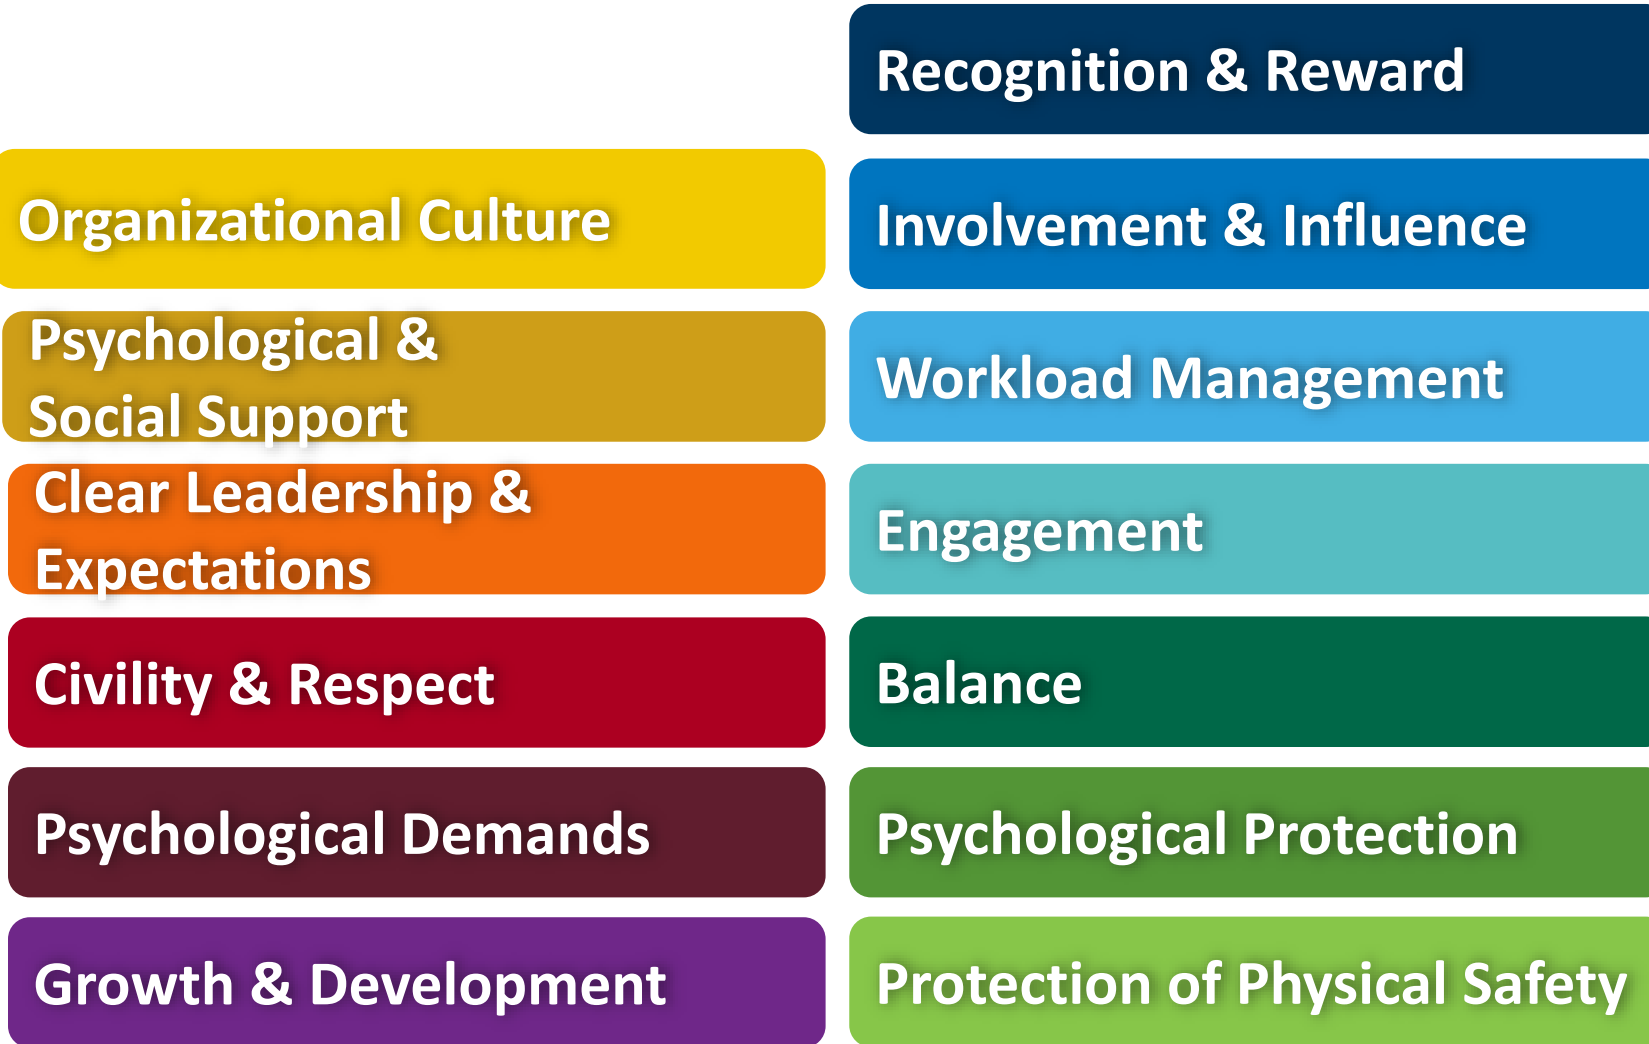 Organizational Culture
Psychological &
Social Support
Clear Leadership &
Expectations
Civility & Respect
Psychological Demands
Growth & Development
Recognition & Reward
Involvement & Influence
Workload Management
Engagement
Balance
Psychological Protection
Protection of Physical Safety